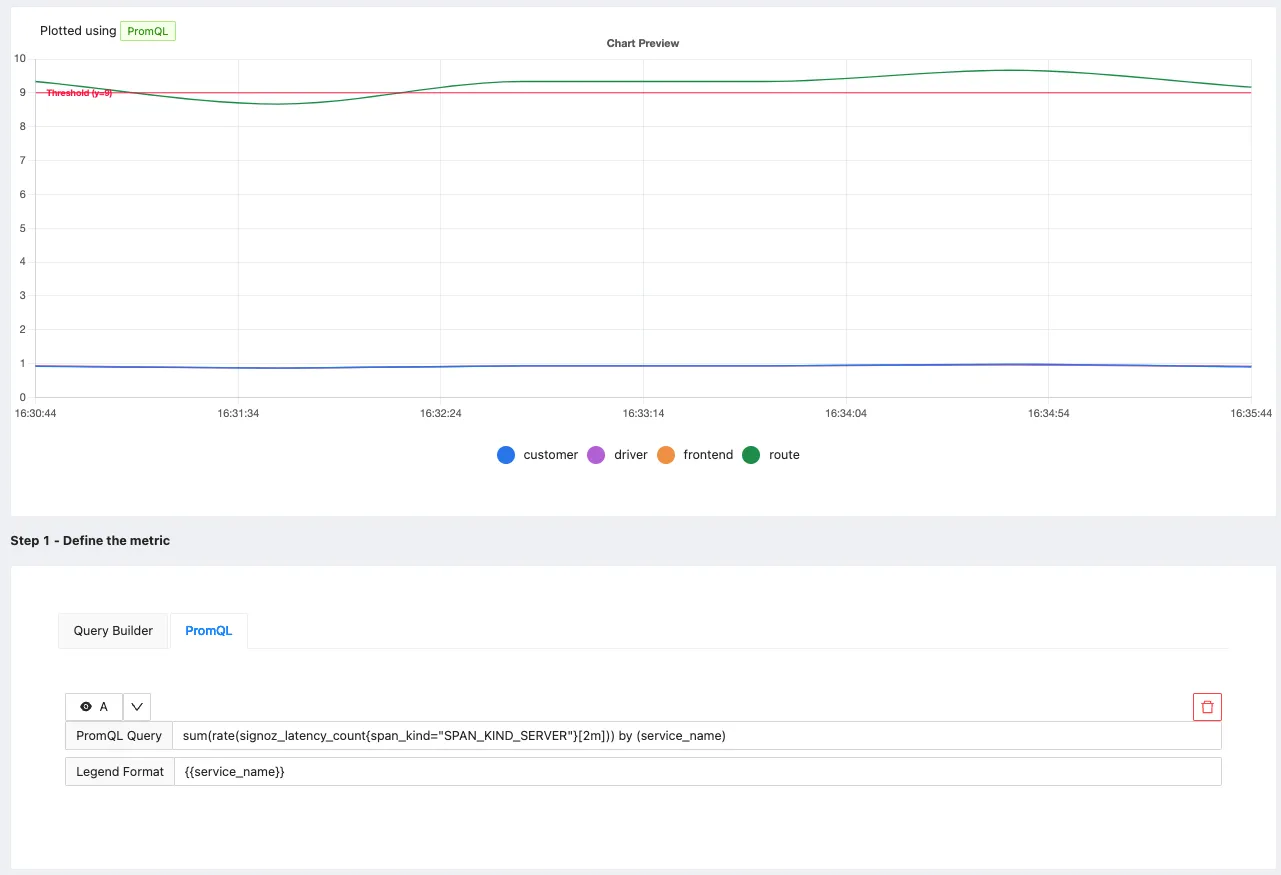 Plotted using PromQL
Chart Preview
10
9
Threshold (y=9)
8
7
6
5
4
3
2
1
0
16:30:44 16:31:34 16:32:24 16:33:14 16:34:04 16:34:54 16:35:44
customer driver frontend route
Step 1 - Define the metric
Query Builder PromQL
A
PromQL Query sum(rate(signoz_latency_count{span_kind="SPAN_KIND_SERVER"}[2m])) by (service_name)
Legend Format {{service_name}}